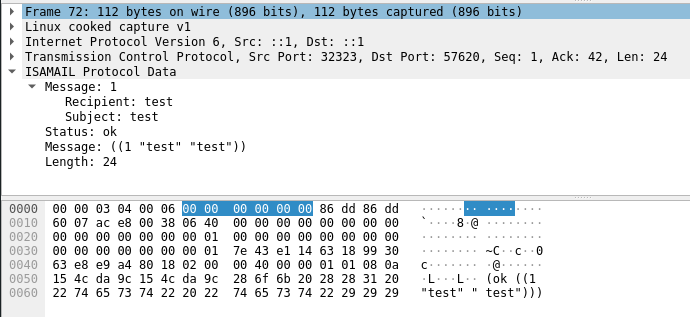 Frame 72: 112 bytes on wire (896 bits), 112 bytes captured (896 bits)
Linux cooked capture v1
Internet Protocol Version 6, Src: ::1, Dst: ::1
Transmission Control Protocol, Src Port: 32323, Dst Port: 57620, Seq: 1, Ack: 42, Len: 24
ISAMAIL Protocol Data
Message: 1
Recipient: test
Subject: test
Status: ok
Message: ((1 "test" "test"))
Length: 24
0000 00 00 03 04 00 06 00 00 00 00 00 00 86 dd 86 dd ········ ········
0010 60 07 ac e8 00 38 06 40 00 00 00 00 00 00 00 00 `····8·@ ········
0020 00 00 00 00 00 00 00 01 00 00 00 00 00 00 00 00 ········ ········
0030 00 00 00 00 00 00 00 01 7e 43 e1 14 63 18 99 30 ········ ~C··c··0
0040 63 e8 e9 a4 80 18 02 00 00 40 00 00 01 01 08 0a c······· ·@······
0050 15 4c da 9c 15 4c da 9c 28 6f 6b 20 28 28 31 20 ·L···L·· (ok ((1
0060 22 74 65 73 74 22 20 22 74 65 73 74 22 29 29 29 "test" " test")))